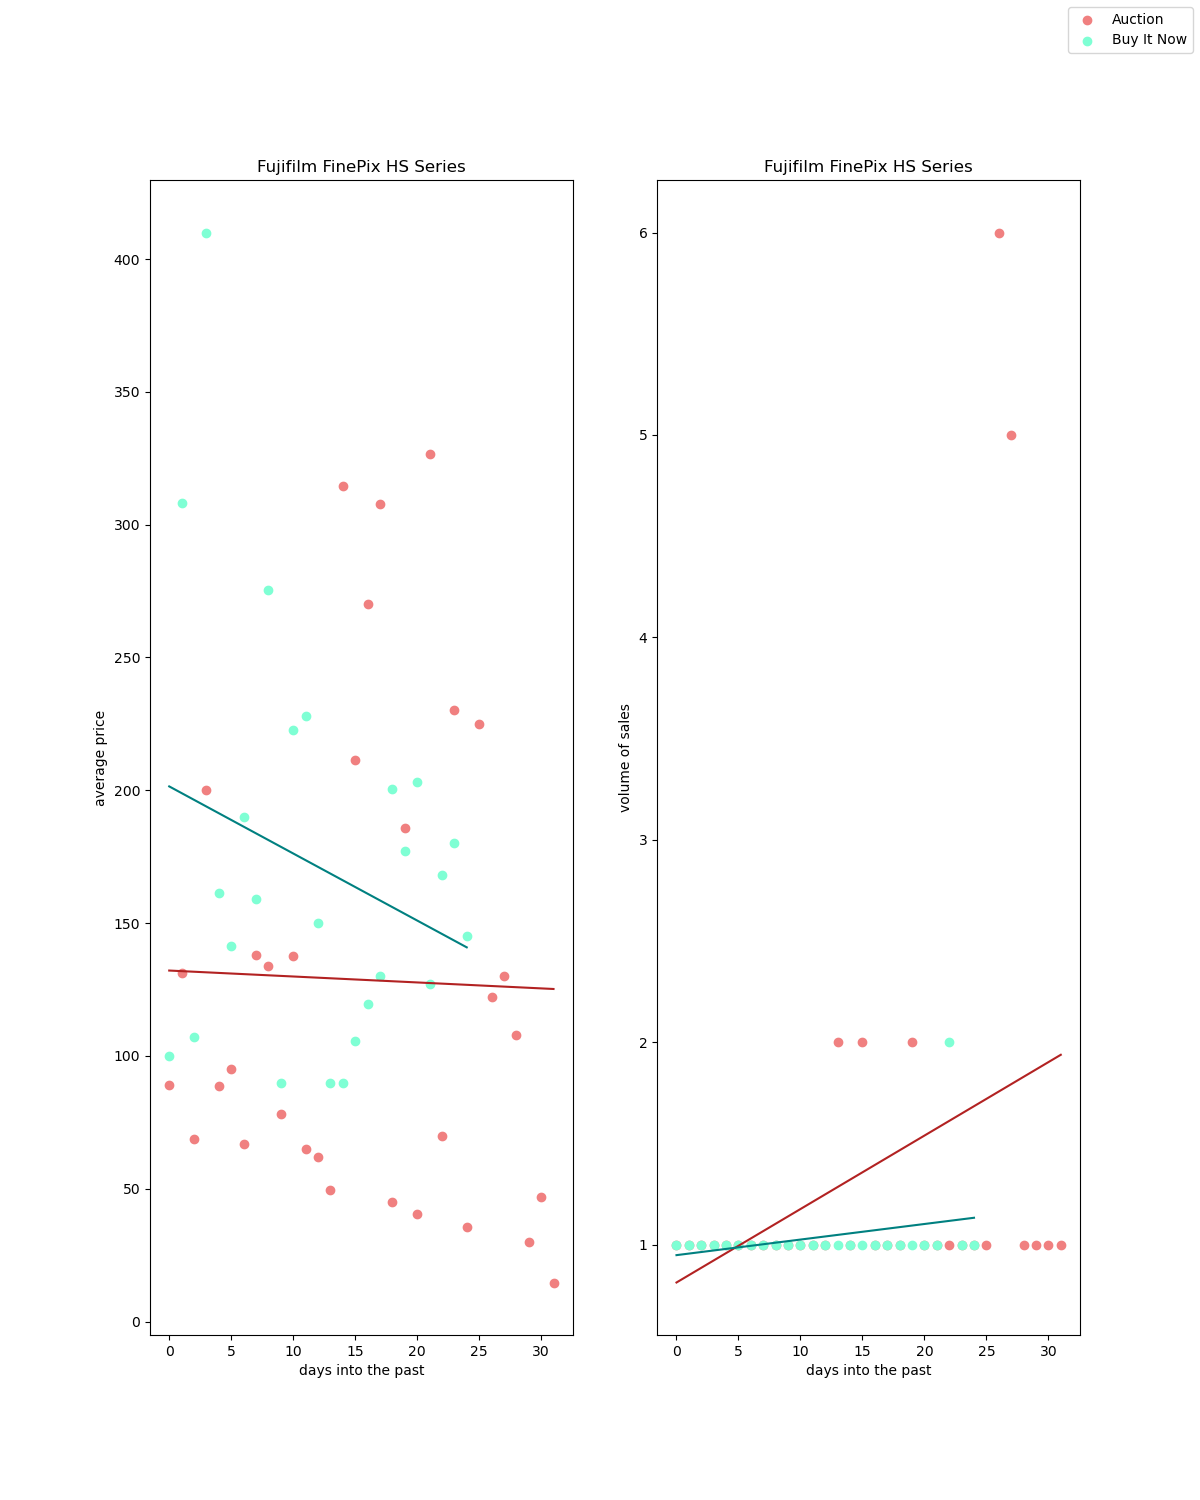 Auction
Buy It Now
Fujifilm FinePix HS Series
average price
400
350
300
250
200
150
100
50
0
0 5 10 15 20 25 30
days into the past
Fujifilm FinePix HS Series
volume of sales
6
5
4
3
2
1
0 5 10 15 20 25 30
days into the past